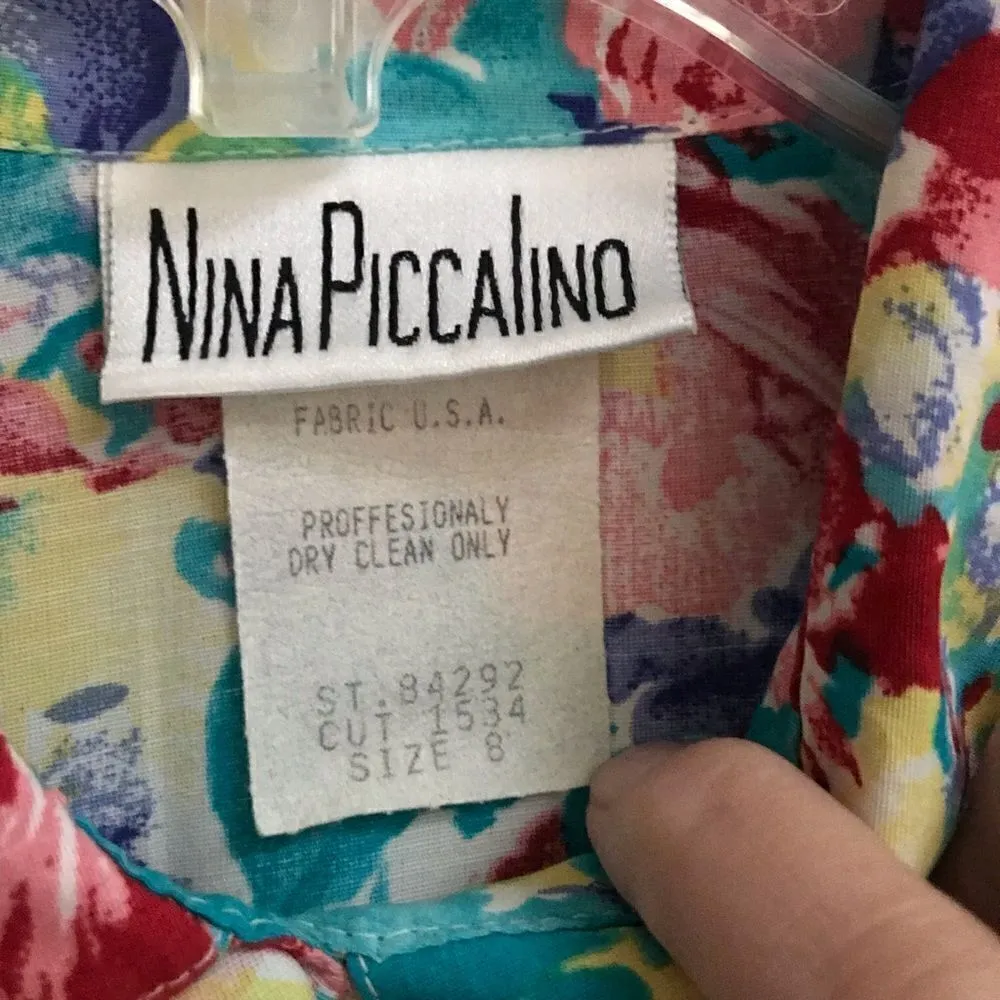 NINA PICCALINO
FABRIC U.S.A.
PROFFESIONALY
DRY CLEAN ONLY
ST. 84292
CUT 1534
SIZE 8